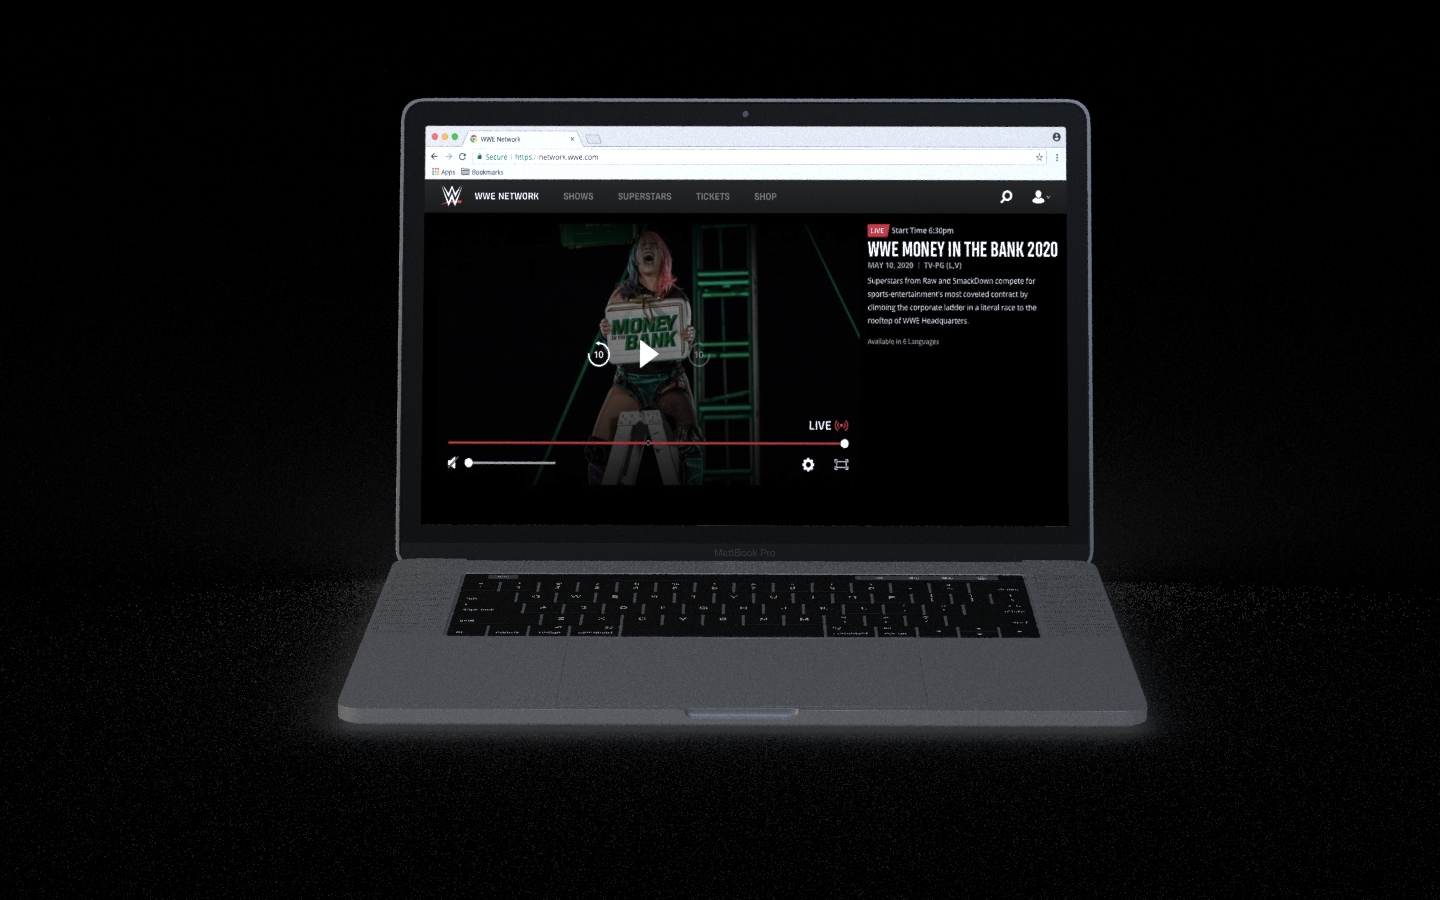 WWE Network
Secure | https://network.wwe.com
Apps Bookmarks
WWE NETWORK SHOWS SUPERSTARS TICKETS SHOP
LIVE Start Time 6:30pm
WWE MONEY IN THE BANK 2020
MAY 10, 2020 | TV-PG (L,V)
Superstars from Raw and SmackDown compete for
sports-entertainment's most coveted contract by
climbing the corporate ladder in a literal race to the
rooftop of WWE Headquarters.
Available in 6 Languages
MONEY
IN THE
BANK
10 10
LIVE
MattBook Pro